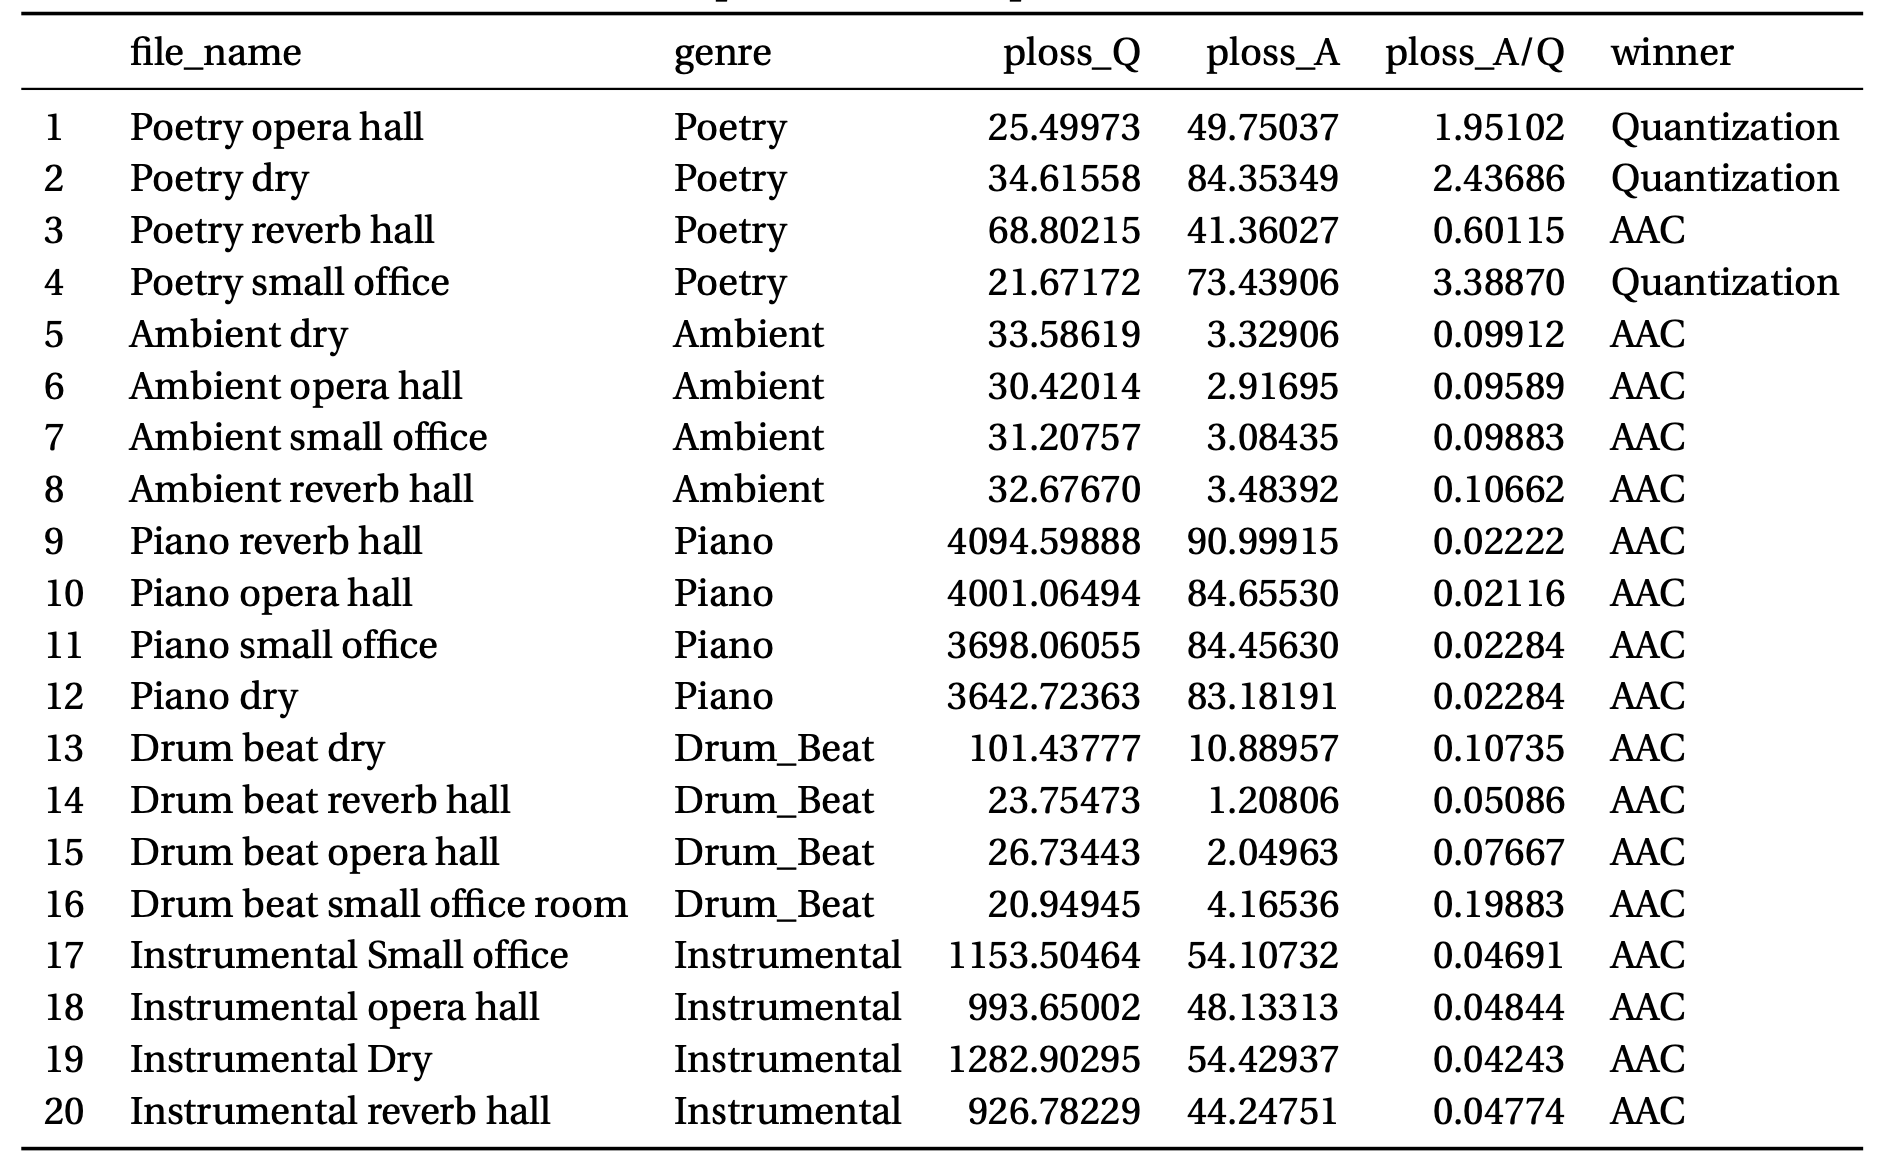 file_name genre ploss_Q ploss_A ploss_A/Q winner
1 Poetry opera hall Poetry 25.49973 49.75037 1.95102 Quantization
2 Poetry dry Poetry 34.61558 84.35349 2.43686 Quantization
3 Poetry reverb hall Poetry 68.80215 41.36027 0.60115 AAC
4 Poetry small office Poetry 21.67172 73.43906 3.38870 Quantization
5 Ambient dry Ambient 33.58619 3.32906 0.09912 AAC
6 Ambient opera hall Ambient 30.42014 2.91695 0.09589 AAC
7 Ambient small office Ambient 31.20757 3.08435 0.09883 AAC
8 Ambient reverb hall Ambient 32.67670 3.48392 0.10662 AAC
9 Piano reverb hall Piano 4094.59888 90.99915 0.02222 AAC
10 Piano opera hall Piano 4001.06494 84.65530 0.02116 AAC
11 Piano small office Piano 3698.06055 84.45630 0.02284 AAC
12 Piano dry Piano 3642.72363 83.18191 0.02284 AAC
13 Drum beat dry Drum_Beat 101.43777 10.88957 0.10735 AAC
14 Drum beat reverb hall Drum_Beat 23.75473 1.20806 0.05086 AAC
15 Drum beat opera hall Drum_Beat 26.73443 2.04963 0.07667 AAC
16 Drum beat small office room Drum_Beat 20.94945 4.16536 0.19883 AAC
17 Instrumental Small office Instrumental 1153.50464 54.10732 0.04691 AAC
18 Instrumental opera hall Instrumental 993.65002 48.13313 0.04844 AAC
19 Instrumental Dry Instrumental 1282.90295 54.42937 0.04243 AAC
20 Instrumental reverb hall Instrumental 926.78229 44.24751 0.04774 AAC